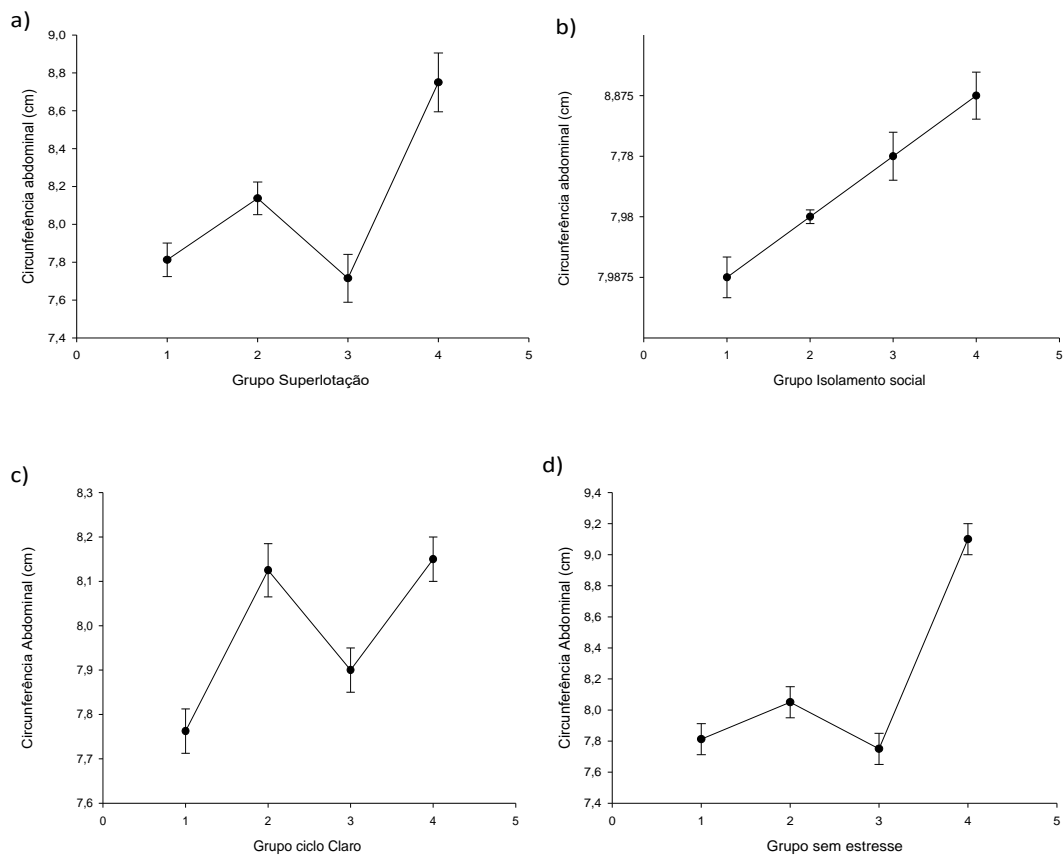 a)
Circunferência abdominal (cm)
9,0
8,8
8,6
8,4
8,2
8,0
7,8
7,6
7,4
0 1 2 3 4 5
Grupo Superlotação
b)
Circunferência abdominal (cm)
8,875
7,78
7,98
7,9875
0 1 2 3 4 5
Grupo Isolamento social
c)
Circunferência Abdominal (cm)
8,3
8,2
8,1
8,0
7,9
7,8
7,7
7,6
0 1 2 3 4 5
Grupo ciclo Claro
d)
Circunferência Abdominal (cm)
9,4
9,2
9,0
8,8
8,6
8,4
8,2
8,0
7,8
7,6
7,4
0 1 2 3 4 5
Grupo sem estresse